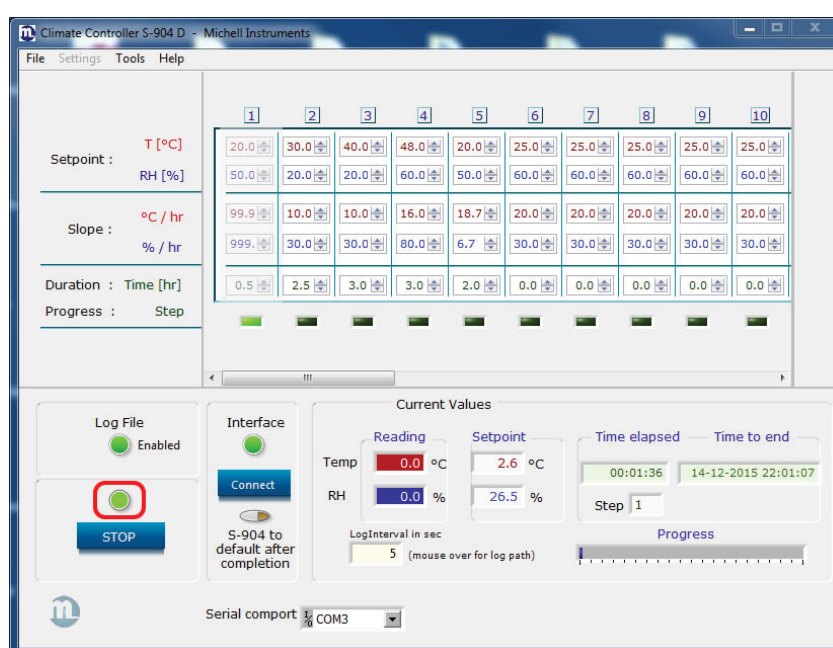 Climate Controller S-904 D - Michell Instruments
File Settings Tools Help
1 2 3 4 5 6 7 8 9 10
Setpoint : T [°C] 20.0 30.0 40.0 48.0 20.0 25.0 25.0 25.0 25.0 25.0
RH [%] 50.0 20.0 20.0 60.0 50.0 60.0 60.0 60.0 60.0 60.0
Slope : °C / hr 99.9 10.0 10.0 16.0 18.7 20.0 20.0 20.0 20.0 20.0
% / hr 999. 30.0 30.0 80.0 6.7 30.0 30.0 30.0 30.0 30.0
Duration : Time [hr] 0.5 2.5 3.0 3.0 2.0 0.0 0.0 0.0 0.0 0.0
Progress : Step
Log File
Enabled
STOP
Interface
Connect
S-904 to
default after
completion
Current Values
Reading Setpoint
Temp 0.0 °C 2.6 °C
RH 0.0 % 26.5 %
LogInterval in sec
5 (mouse over for log path)
Time elapsed Time to end
00:01:36 14-12-2015 22:01:07
Step 1
Progress
Serial comport COM3